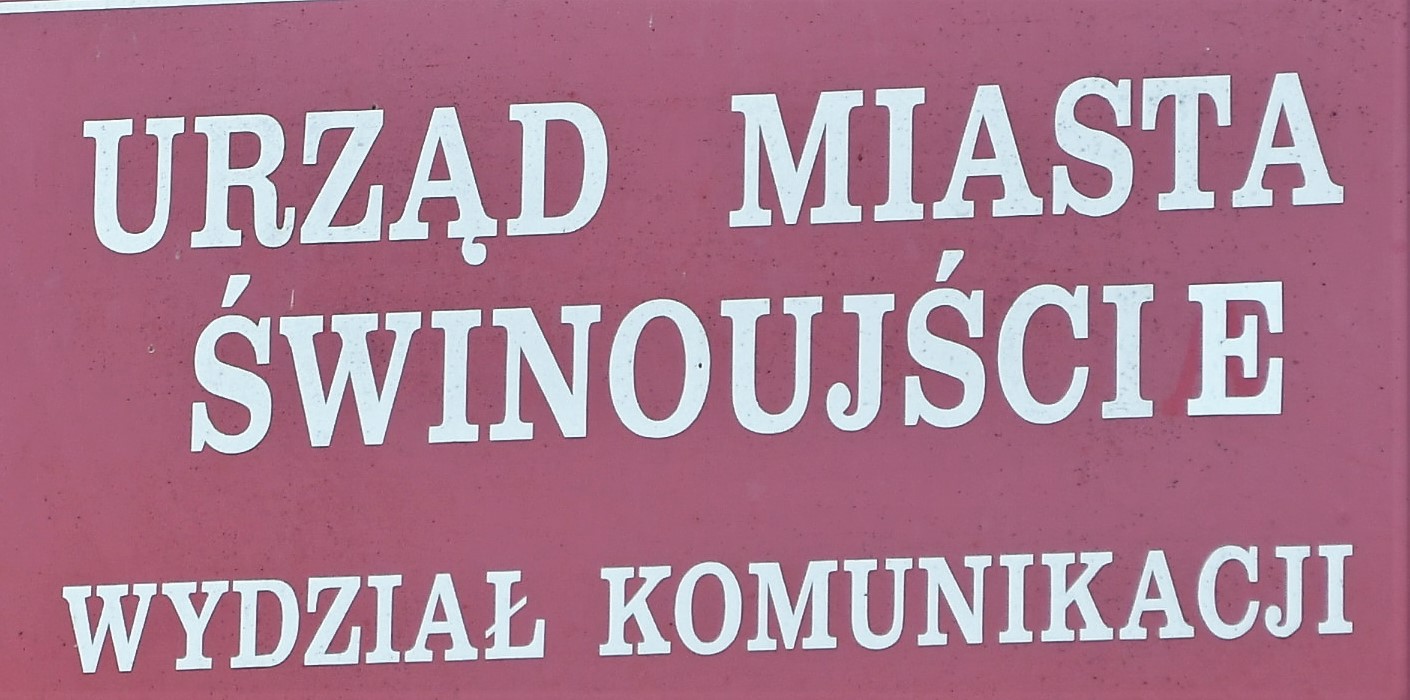 URZĄD MIASTA
ŚWINOUJŚCIE
WYDZIAŁ KOMUNIKACJI